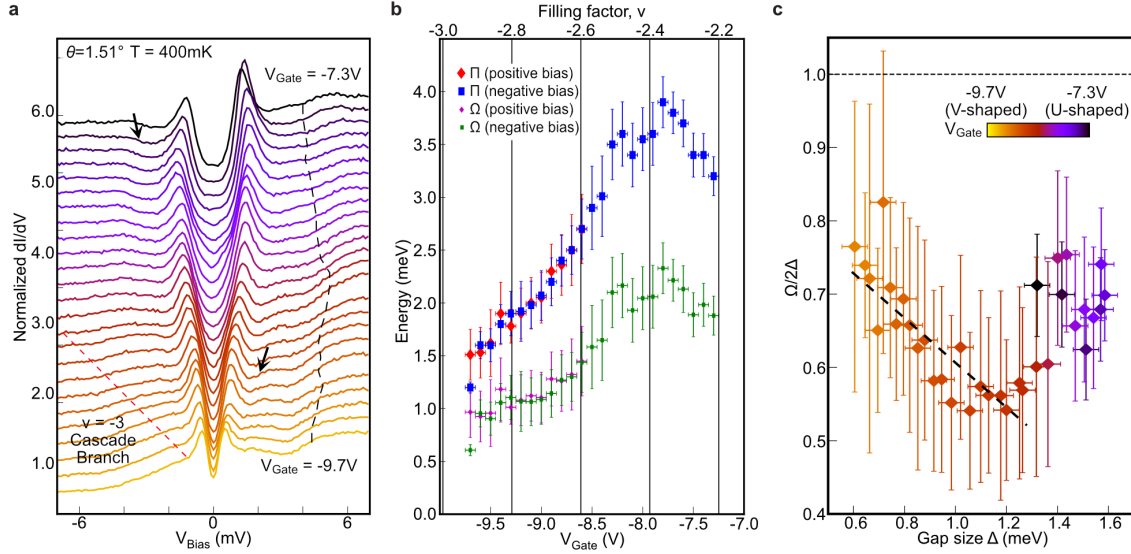 a
θ=1.51° T = 400mK
V_Gate = -7.3V
6.0
5.0
4.0
3.0
2.0
1.0
Normalized dI/dV
ν = -3
Cascade
Branch
V_Gate = -9.7V
-6
0
6
V_Bias (mV)
b
Filling factor, ν
-3.0
-2.8
-2.6
-2.4
-2.2
Π (positive bias)
Π (negative bias)
Ω (positive bias)
Ω (negative bias)
4.5
4.0
3.5
3.0
2.5
2.0
1.5
1.0
0.5
0.0
Energy (meV)
-9.5
-9.0
-8.5
-8.0
-7.5
-7.0
V_Gate (V)
c
-9.7V
(V-shaped)
-7.3V
(U-shaped)
V_Gate
1.0
0.9
0.8
0.7
0.6
0.5
0.4
Ω/2Δ
0.6
0.8
1.0
1.2
1.4
1.6
Gap size Δ (meV)